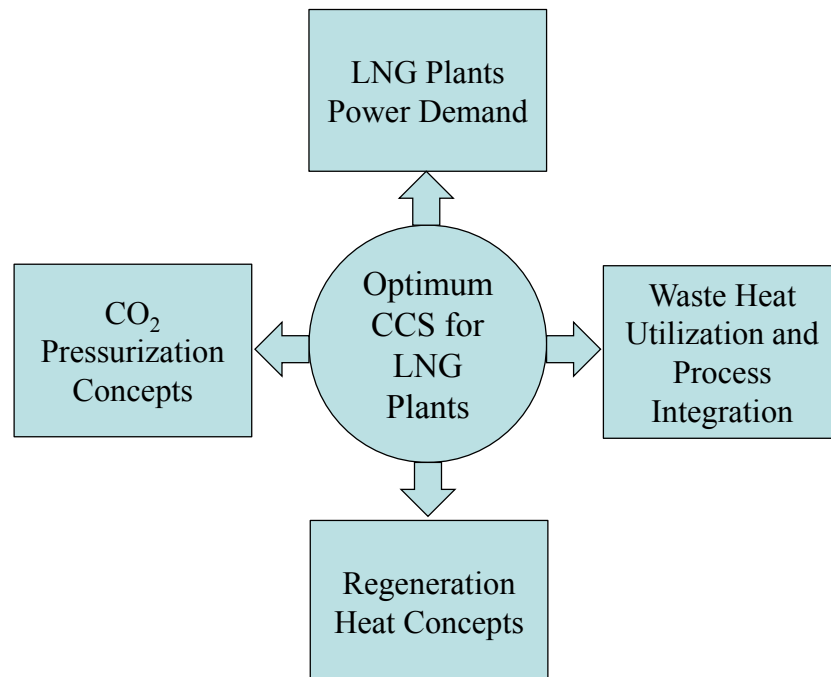 LNG Plants
Power Demand
CO₂
Pressurization
Concepts
Optimum
CCS for
LNG
Plants
Waste Heat
Utilization and
Process
Integration
Regeneration
Heat Concepts